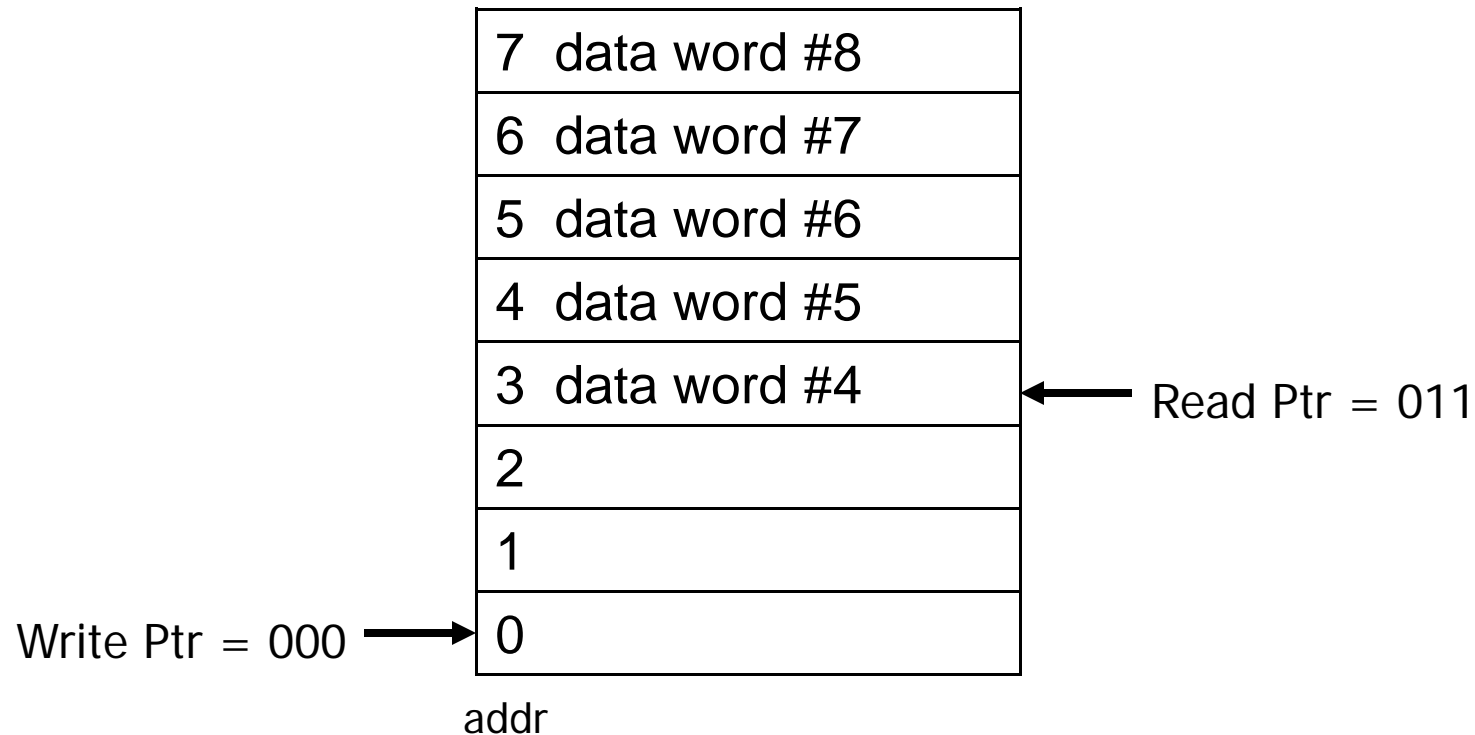 7 data word #8
6 data word #7
5 data word #6
4 data word #5
3 data word #4
Read Ptr = 011
2
1
Write Ptr = 000
0
addr